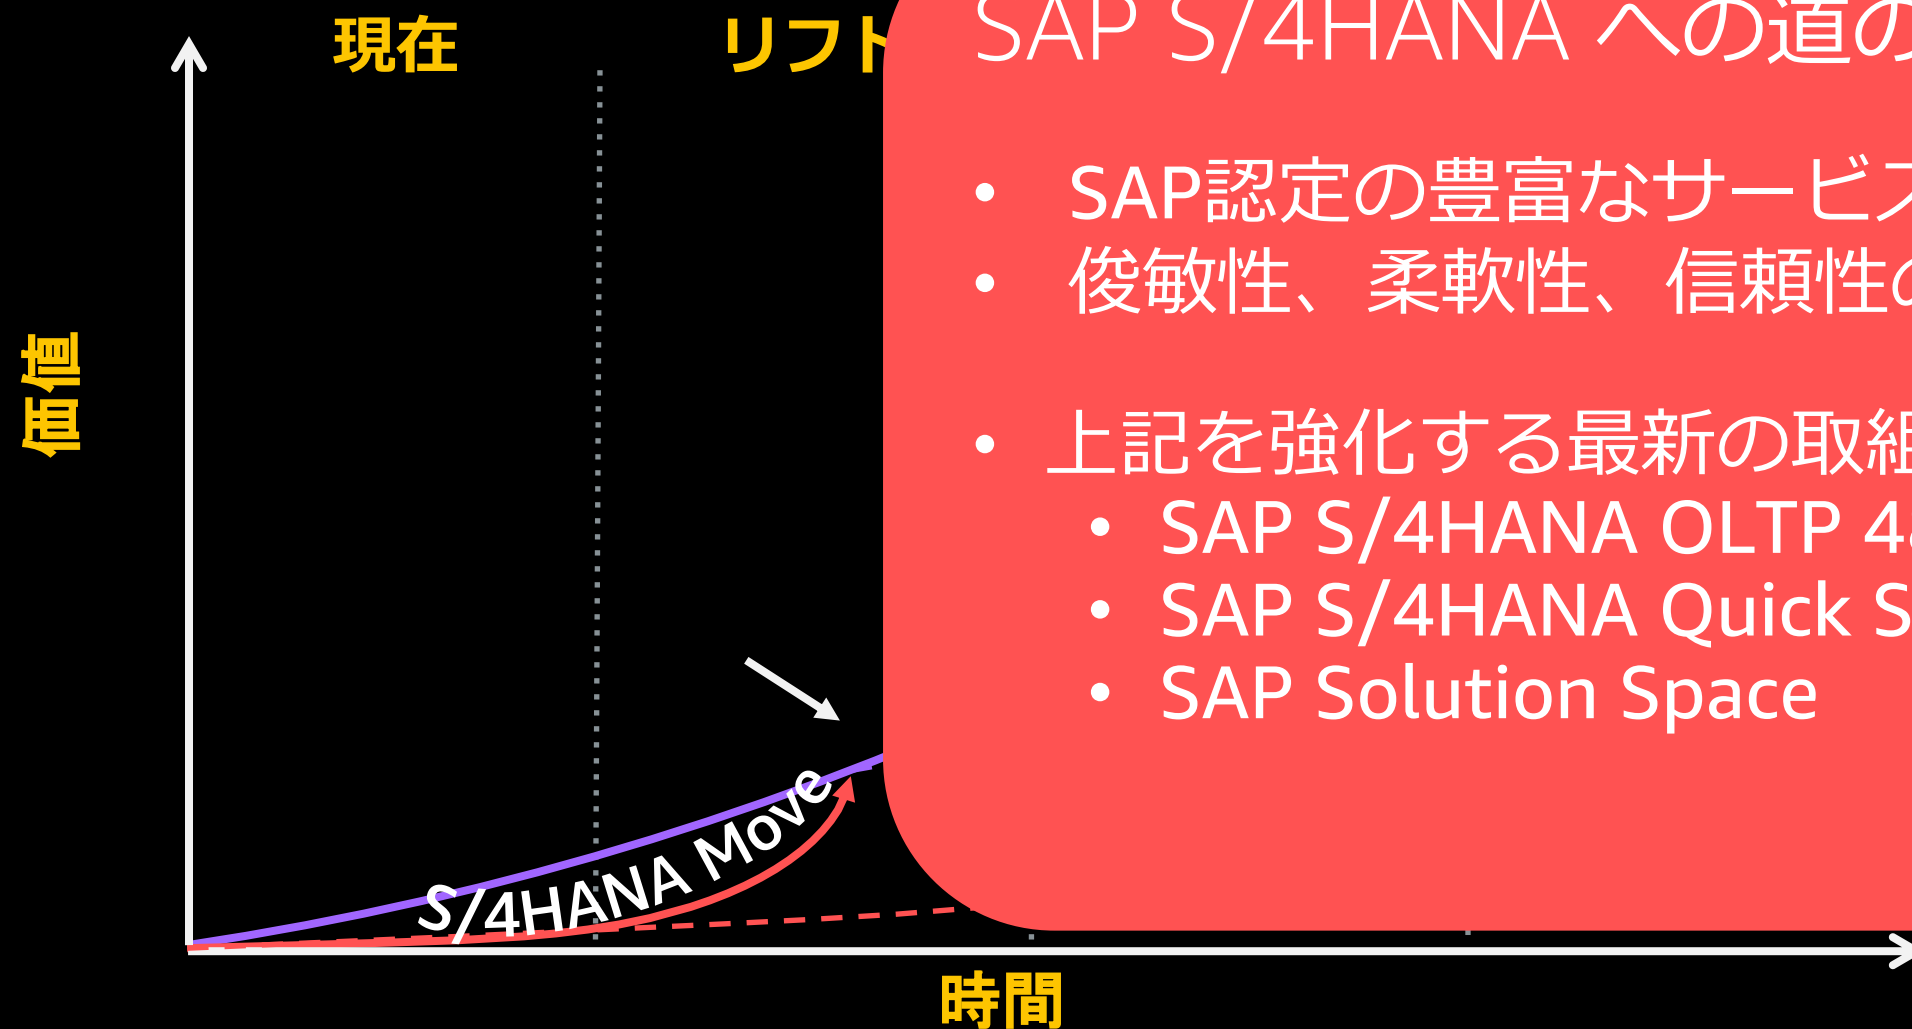 現在
リフト
価値
SAP S/4HANA への道の
• SAP認定の豊富なサービス
• 俊敏性、柔軟性、信頼性の
• 上記を強化する最新の取組
• SAP S/4HANA OLTP 4
• SAP S/4HANA Quick S
• SAP Solution Space
S/4HANA Move
時間